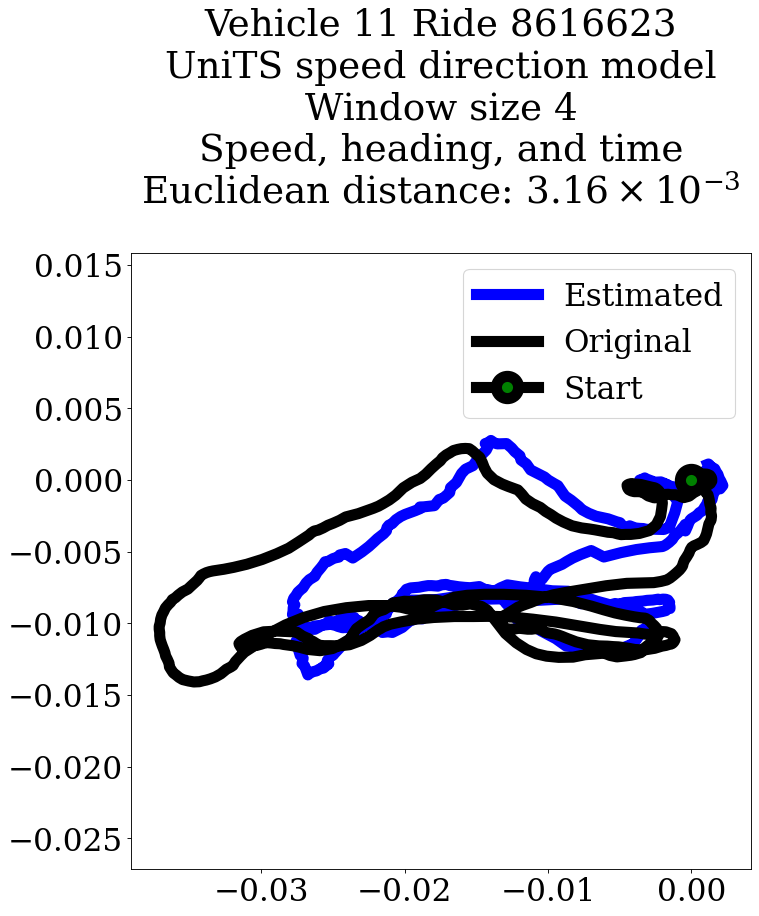 Vehicle 11 Ride 8616623
UniTS speed direction model
Window size 4
Speed, heading, and time
Euclidean distance: 3.16 × 10⁻³
Estimated
Original
Start
0.015
0.010
0.005
0.000
−0.005
−0.010
−0.015
−0.020
−0.025
−0.03 −0.02 −0.01 0.00